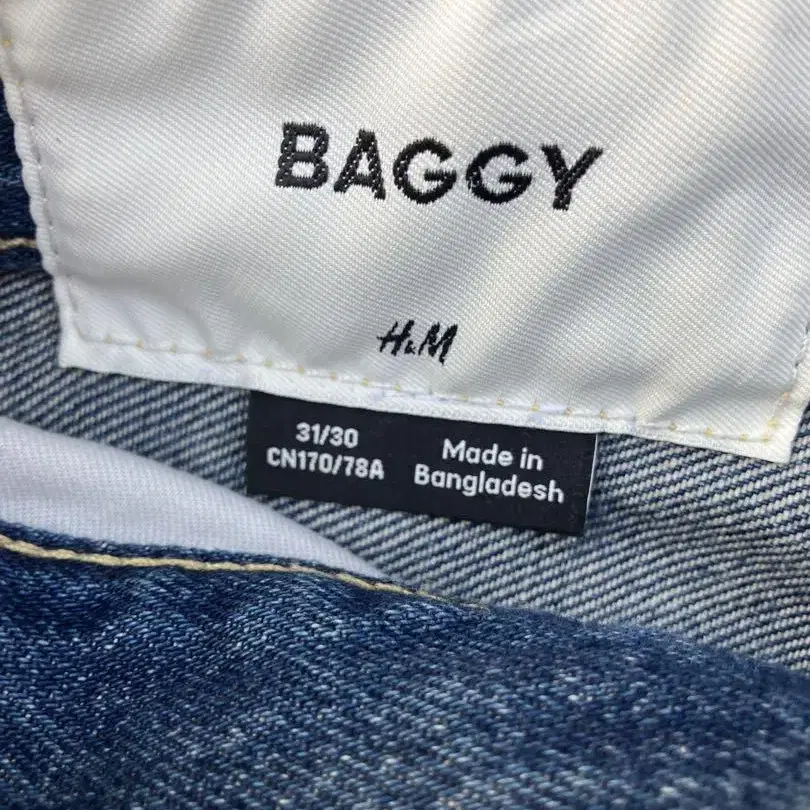 BAGGY
H&M
31/30
CN170/78A
Made in
Bangladesh